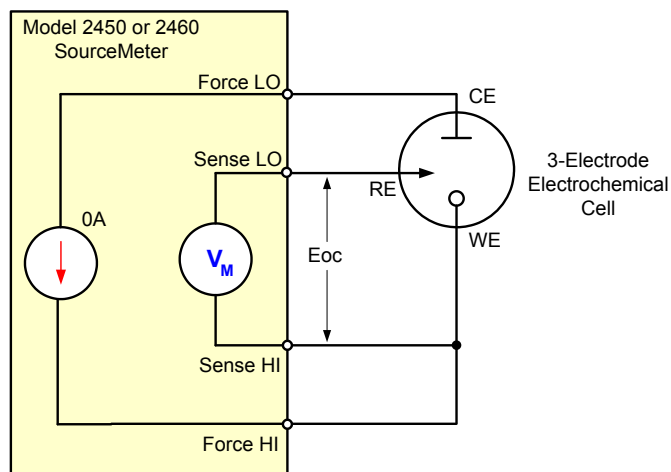 Model 2450 or 2460
SourceMeter
Force LO
CE
Sense LO
RE
3-Electrode
Electrochemical
Cell
0A
VM
Eoc
WE
Sense HI
Force HI